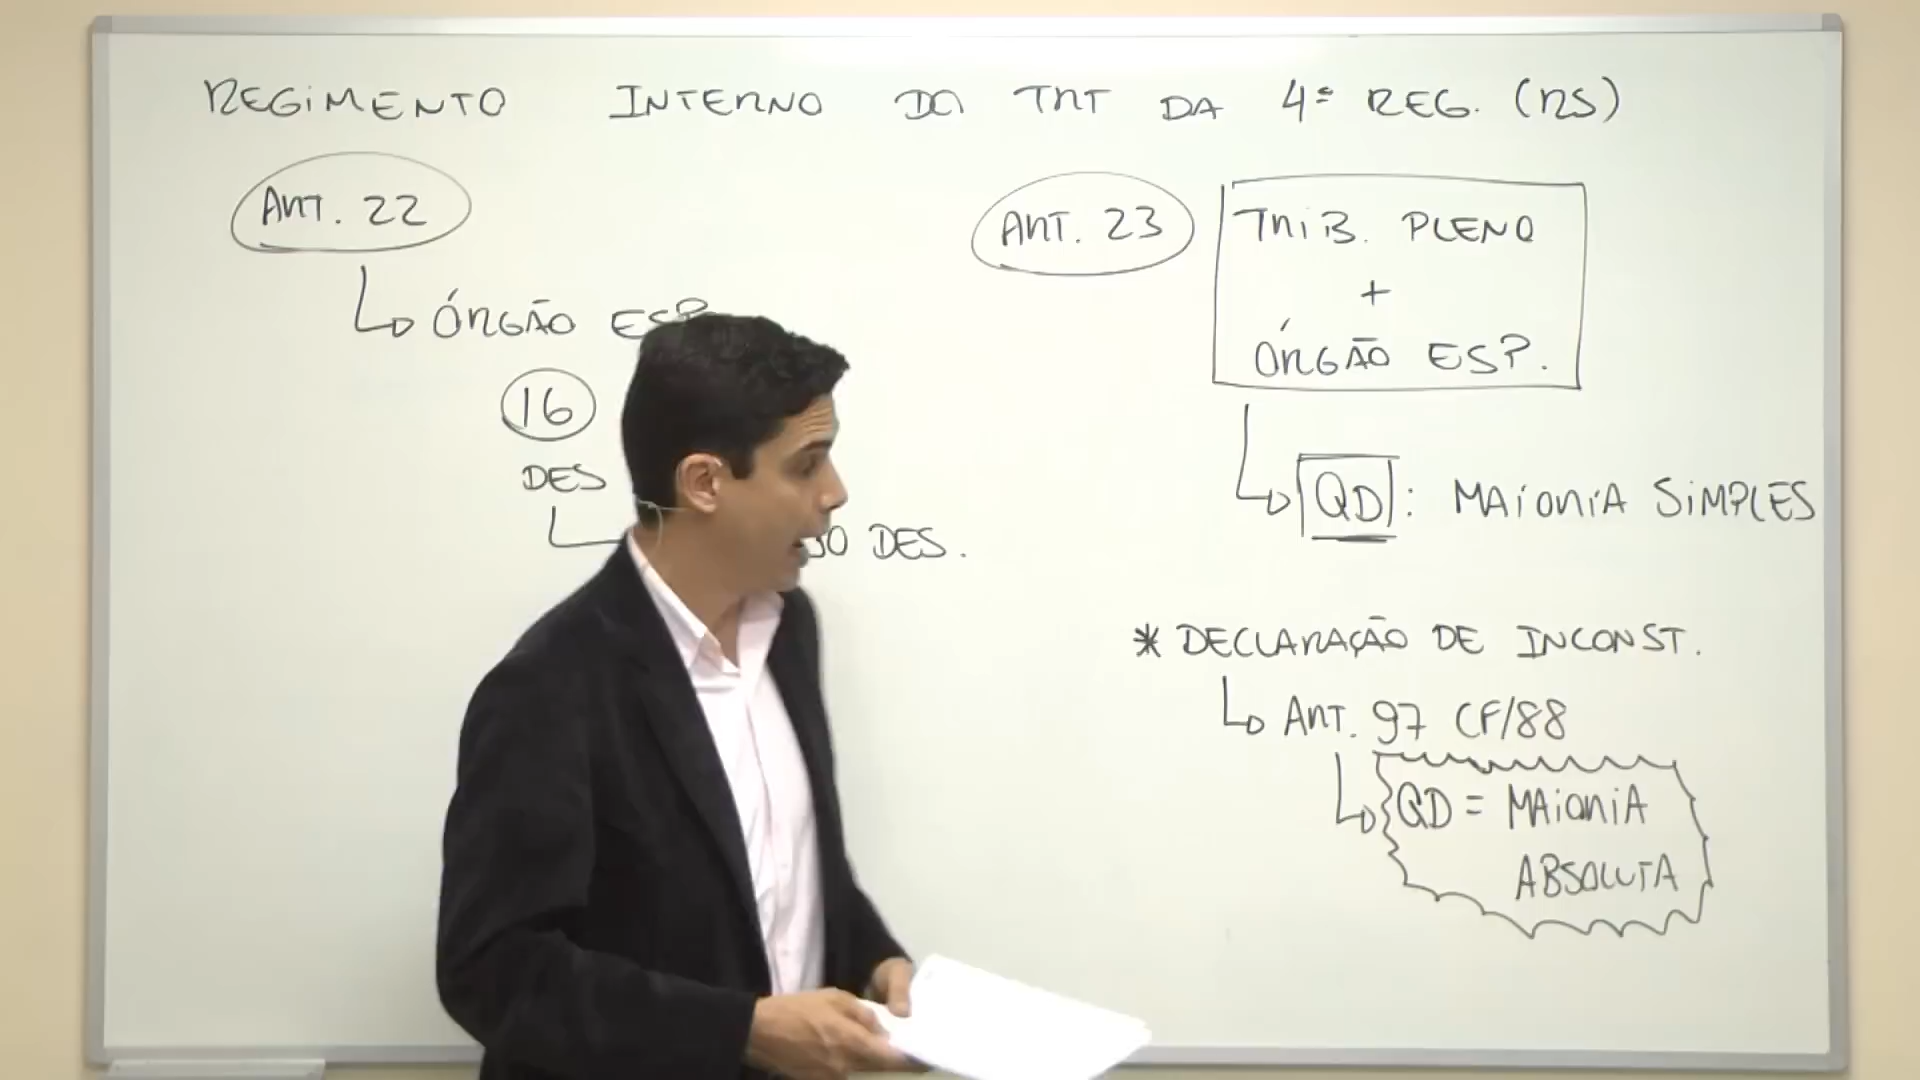 REGIMENTO INTERNO DO TRT DA 4ª REG. (RS)
ART. 22
ÓRGÃO ESP.
16
DES
DES.
ART. 23
TRIB. PLENO
+
ÓRGÃO ESP.
QD: MAIORIA SIMPLES
* DECLARAÇÃO DE INCONST.
ART. 97 CF/88
QD = MAIORIA
ABSOLUTA